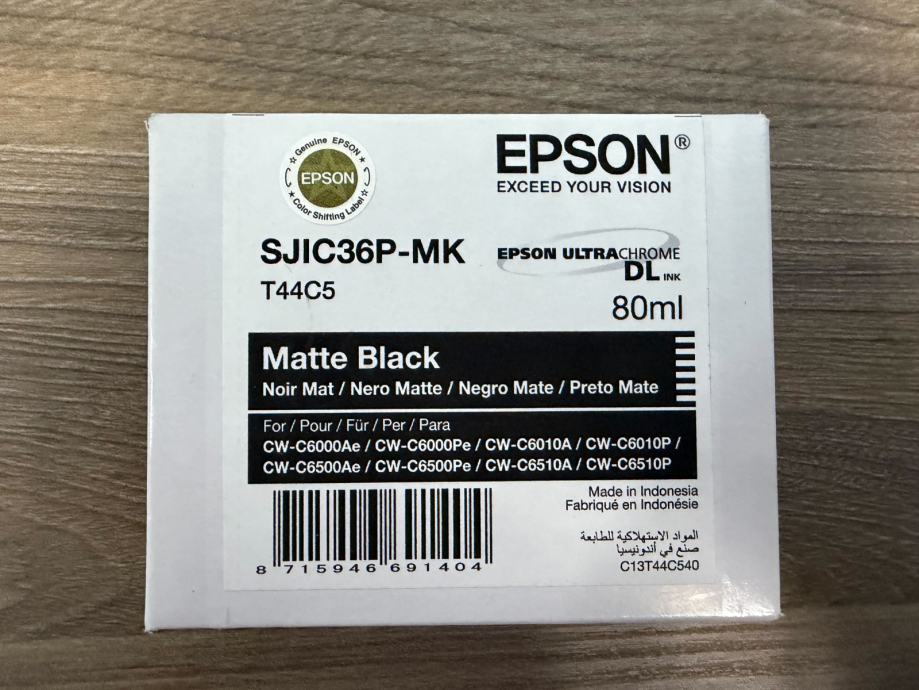 Genuine EPSON
EPSON
Color Shifting Label
EPSON®
EXCEED YOUR VISION
SJIC36P-MK
T44C5
EPSON ULTRACHROME
DL INK
80ml
Matte Black
Noir Mat / Nero Matte / Negro Mate / Preto Mate
For / Pour / Für / Per / Para
CW-C6000Ae / CW-C6000Pe / CW-C6010A / CW-C6010P /
CW-C6500Ae / CW-C6500Pe / CW-C6510A / CW-C6510P
Made in Indonesia
Fabriqué en Indonésie
8 715946 691404
المواد الاستهلاكية للطابعة
صنع في أندونيسيا
C13T44C540